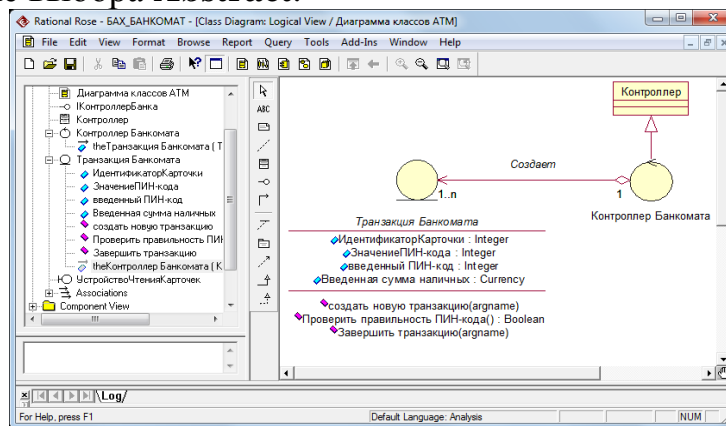 Выбора Abstract.
Rational Rose - БАХ_БАНКОМАТ - [Class Diagram: Logical View / Диаграмма классов ATM]
File Edit View Format Browse Report Query Tools Add-Ins Window Help
Диаграмма классов ATM
IКонтроллерБанка
Контроллер
Контроллер Банкомата
theТранзакция Банкомата ( Т
Транзакция Банкомата
ИдентификаторКарточки
ЗначениеПИН-кода
введенный ПИН-код
Введенная сумма наличных
создать новую транзакцию
Проверить правильность ПИН
Завершить транзакцию
theКонтроллер Банкомата ( К
УстройствоЧтенияКарточек
Associations
Component View
ABC
Контроллер
Создает
1..n
1
Контроллер Банкомата
Транзакция Банкомата
ИдентификаторКарточки : Integer
ЗначениеПИН-кода : Integer
введенный ПИН-код : Integer
Введенная сумма наличных : Currency
создать новую транзакцию(argname)
Проверить правильность ПИН-кода() : Boolean
Завершить транзакцию(argname)
Log
For Help, press F1
Default Language: Analysis
NUM